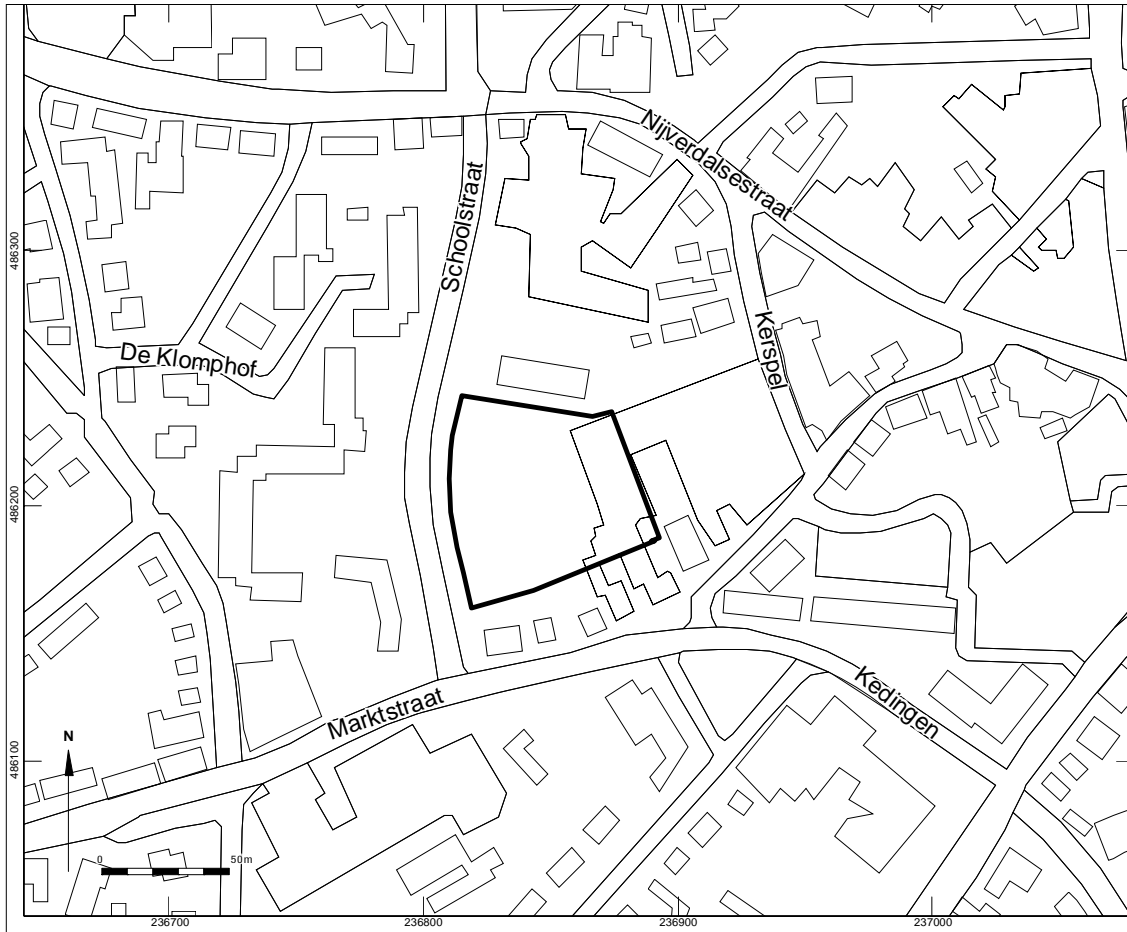 Nijverdalsestraat
Schoolstraat
486300
Kerspel
De Klomphof
486200
Kedingen
Marktstraat
N
486100
0 50m
236700 236800 236900 237000